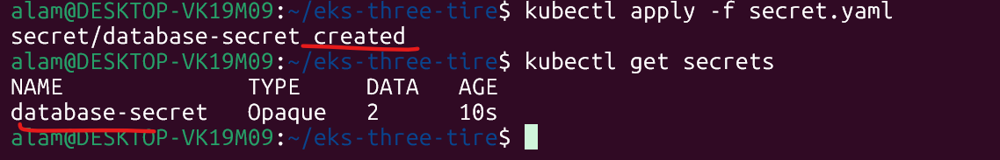 alam@DESKTOP-VK19M09:~/eks-three-tire$ kubectl apply -f secret.yaml
secret/database-secret created
alam@DESKTOP-VK19M09:~/eks-three-tire$ kubectl get secrets
NAME              TYPE     DATA   AGE
database-secret   Opaque   2      10s
alam@DESKTOP-VK19M09:~/eks-three-tire$